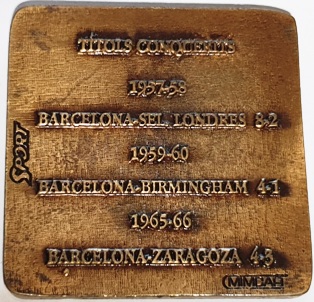 TÍTOLS CONQUERITS
1957-58
BARCELONA-SEL. LONDRES 8-2
1959-60
BARCELONA-BIRMINGHAM 4-1
1965-66
BARCELONA-ZARAGOZA 4-3
SPORT